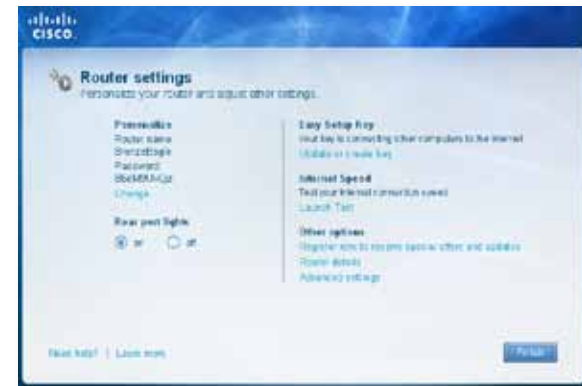 CISCO
Router settings
Personalize your router and adjust other settings.
Personalize
Router name
BronzeEagle
Password
Change
Rear port lights
on off
Easy Setup Key
Your key is connecting other computers to the Internet
Update or create key
Internet Speed
Test your Internet connection speed
Launch Test
Other options
Register now to receive special offers and updates
Router details
Advanced settings
Need help? | Learn more
Finish